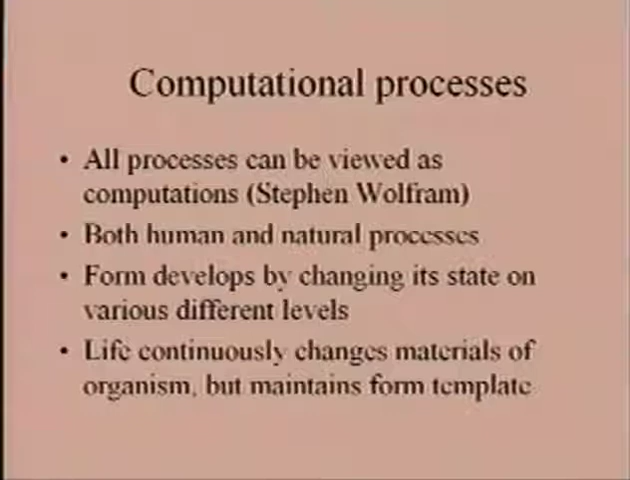 Computational processes
• All processes can be viewed as
computations (Stephen Wolfram)
• Both human and natural processes
• Form develops by changing its state on
various different levels
• Life continuously changes materials of
organism, but maintains form template